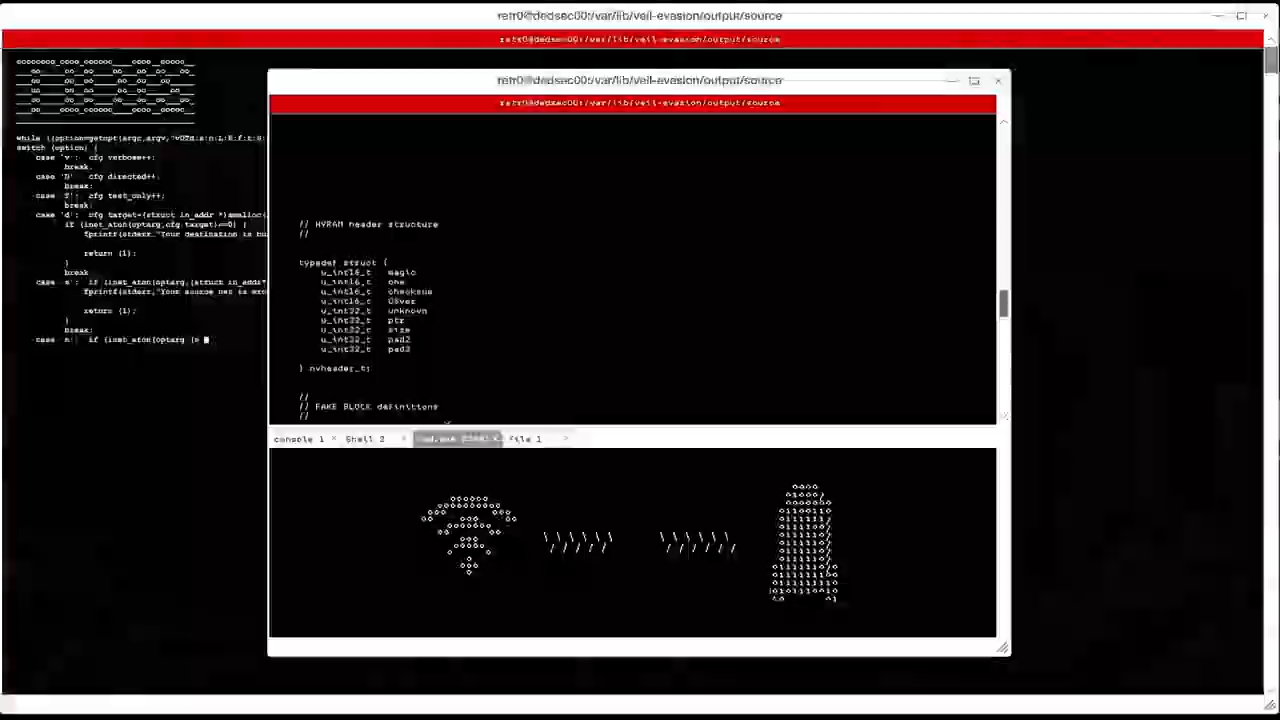 retr0@dedsec00:/var/lib/veil-evasion/output/source
retr0@dedsec00:/var/lib/veil-evasion/output/source
while ((option=getopt(argc,argv,
switch (option) {
case 'v': cfg verbose++;
break;
case 'D' cfg directed++;
break;
case 'T': cfg test_only++;
break;
case 'd': cfg target=(struct in_addr *)malloc(
if (inet_aton(optarg,cfg.target)==0) {
fprintf(stderr,"Your destination is
return (1);
}
break
case 's': if (inet_aton(optarg,(struct in_addr*
fprintf(stderr,"Your source net is
return (1);
}
break;
case n': if (inet_aton(optarg
retr0@dedsec00:/var/lib/veil-evasion/output/source
retr0@dedsec00:/var/lib/veil-evasion/output/source
// NVRAM header structure
//
typedef struct {
u_int16_t magic
u_int16_t one
u_int16_t checksum
u_int16_t OSver
u_int32_t unknown
u_int32_t ptr
u_int32_t size
u_int32_t pad2
u_int32_t pad3
} nvheader_t;
//
// FAKE BLOCK definitions
//
console 1 × Shell 2 × File 1 ×